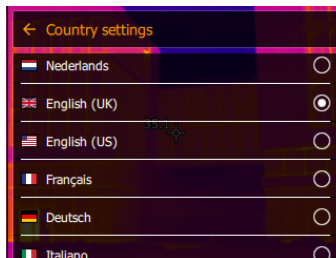 Country settings
Nederlands
English (UK)
35.1
English (US)
Français
Deutsch
Italiano